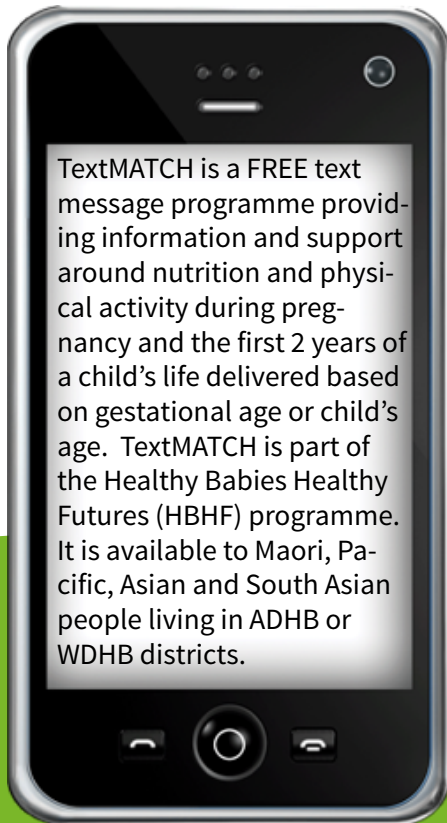 TextMATCH is a FREE text
message programme provid-
ing information and support
around nutrition and physi-
cal activity during preg-
nancy and the first 2 years of
a child’s life delivered based
on gestational age or child’s
age.  TextMATCH is part of
the Healthy Babies Healthy
Futures (HBHF) programme.
It is available to Maori, Pa-
cific, Asian and South Asian
people living in ADHB or
WDHB districts.